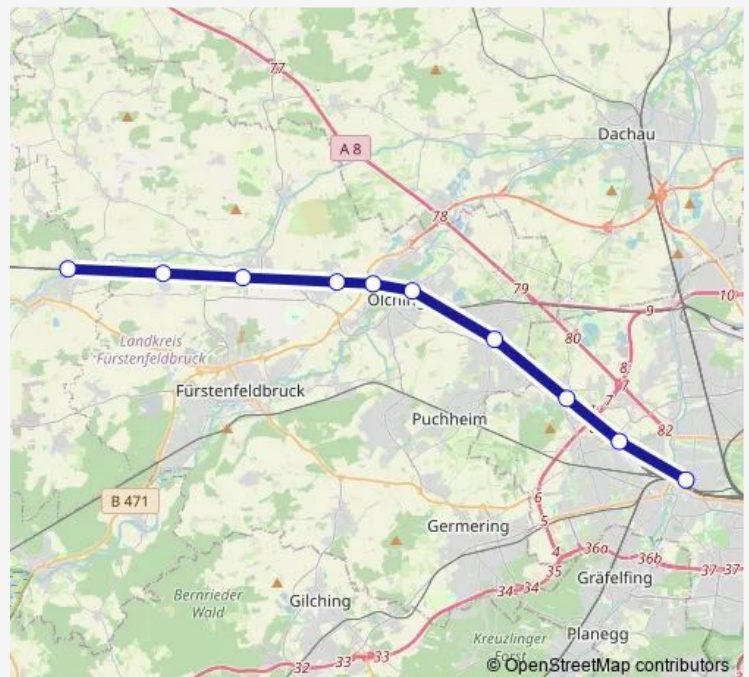 77
Dachau
A 8
78
79
10
9
Olching
80
Landkreis
Fürstenfeldbruck
8
7
Fürstenfeldbruck
7
Puchheim
82
B 471
6
5
Germering
4
36a
36b
37
37
35
Gräfelfing
34
34
Bernrieder
Wald
Gilching
Kreuzlinger
Forst
Planegg
32
33
33
© OpenStreetMap contributors